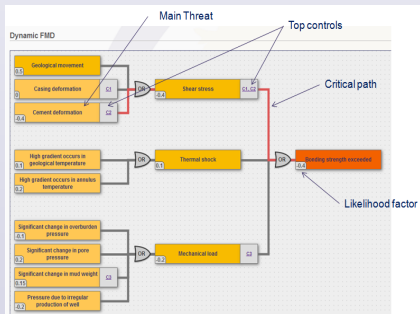 Main Threat
Top controls
Dynamic FMD
Geological movement
0.5
Casing deformation
C1
0
Cement deformation
C2
-0.4
OR
Shear stress
C1, C2
-0.4
Critical path
High gradient occurs in
geological temperature
0.1
High gradient occurs in annulus
temperature
0.2
OR
Thermal shock
0.1
OR
Bonding strength exceeded
-0.4
Likelihood factor
Significant change in overburden
pressure
-0.1
Significant change in pore
pressure
0.2
Significant change in mud weight
C3
0.15
Pressure due to irregular
production of well
-0.2
OR
Mechanical load
C3
-0.2